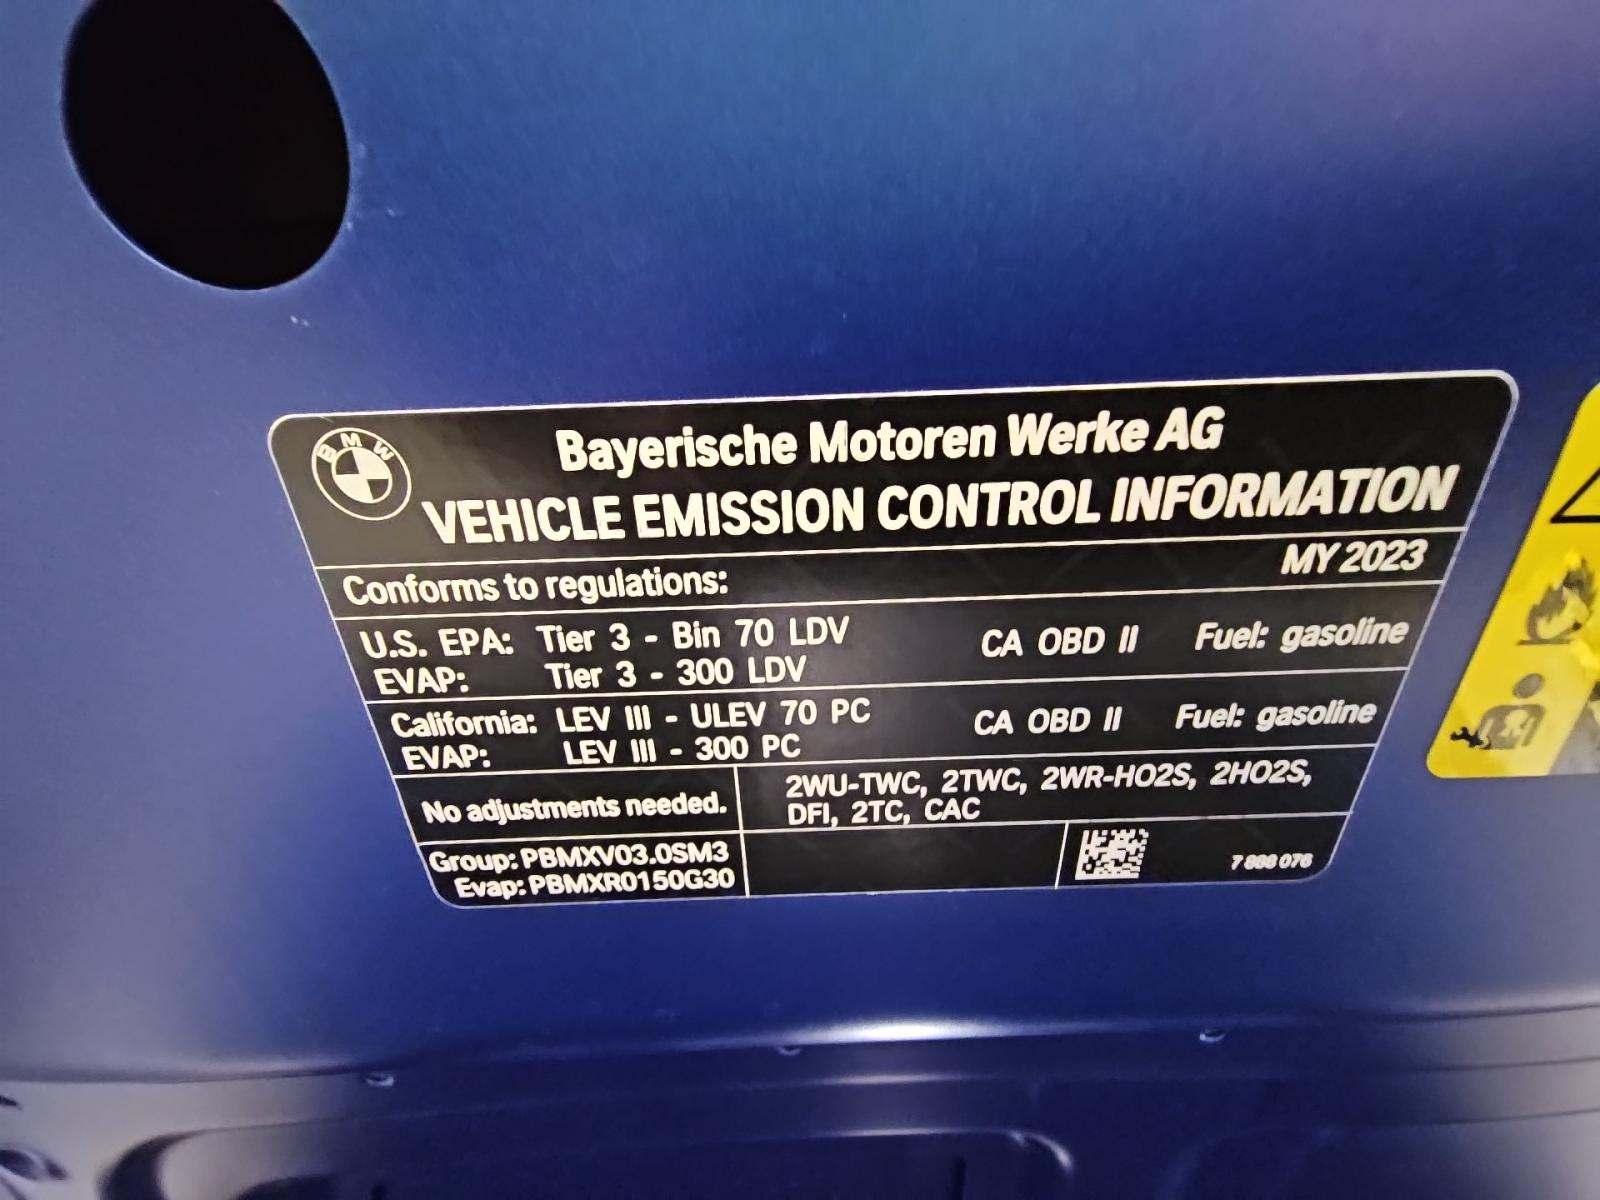 BMW
Bayerische Motoren Werke AG
VEHICLE EMISSION CONTROL INFORMATION
MY 2023
Conforms to regulations:
U.S. EPA: Tier 3 - Bin 70 LDV CA OBD II Fuel: gasoline
EVAP: Tier 3 - 300 LDV
California: LEV III - ULEV 70 PC CA OBD II Fuel: gasoline
EVAP: LEV III - 300 PC
No adjustments needed.
2WU-TWC, 2TWC, 2WR-HO2S, 2HO2S,
DFI, 2TC, CAC
Group: PBMXV03.0SM3
Evap: PBMXR0150G30